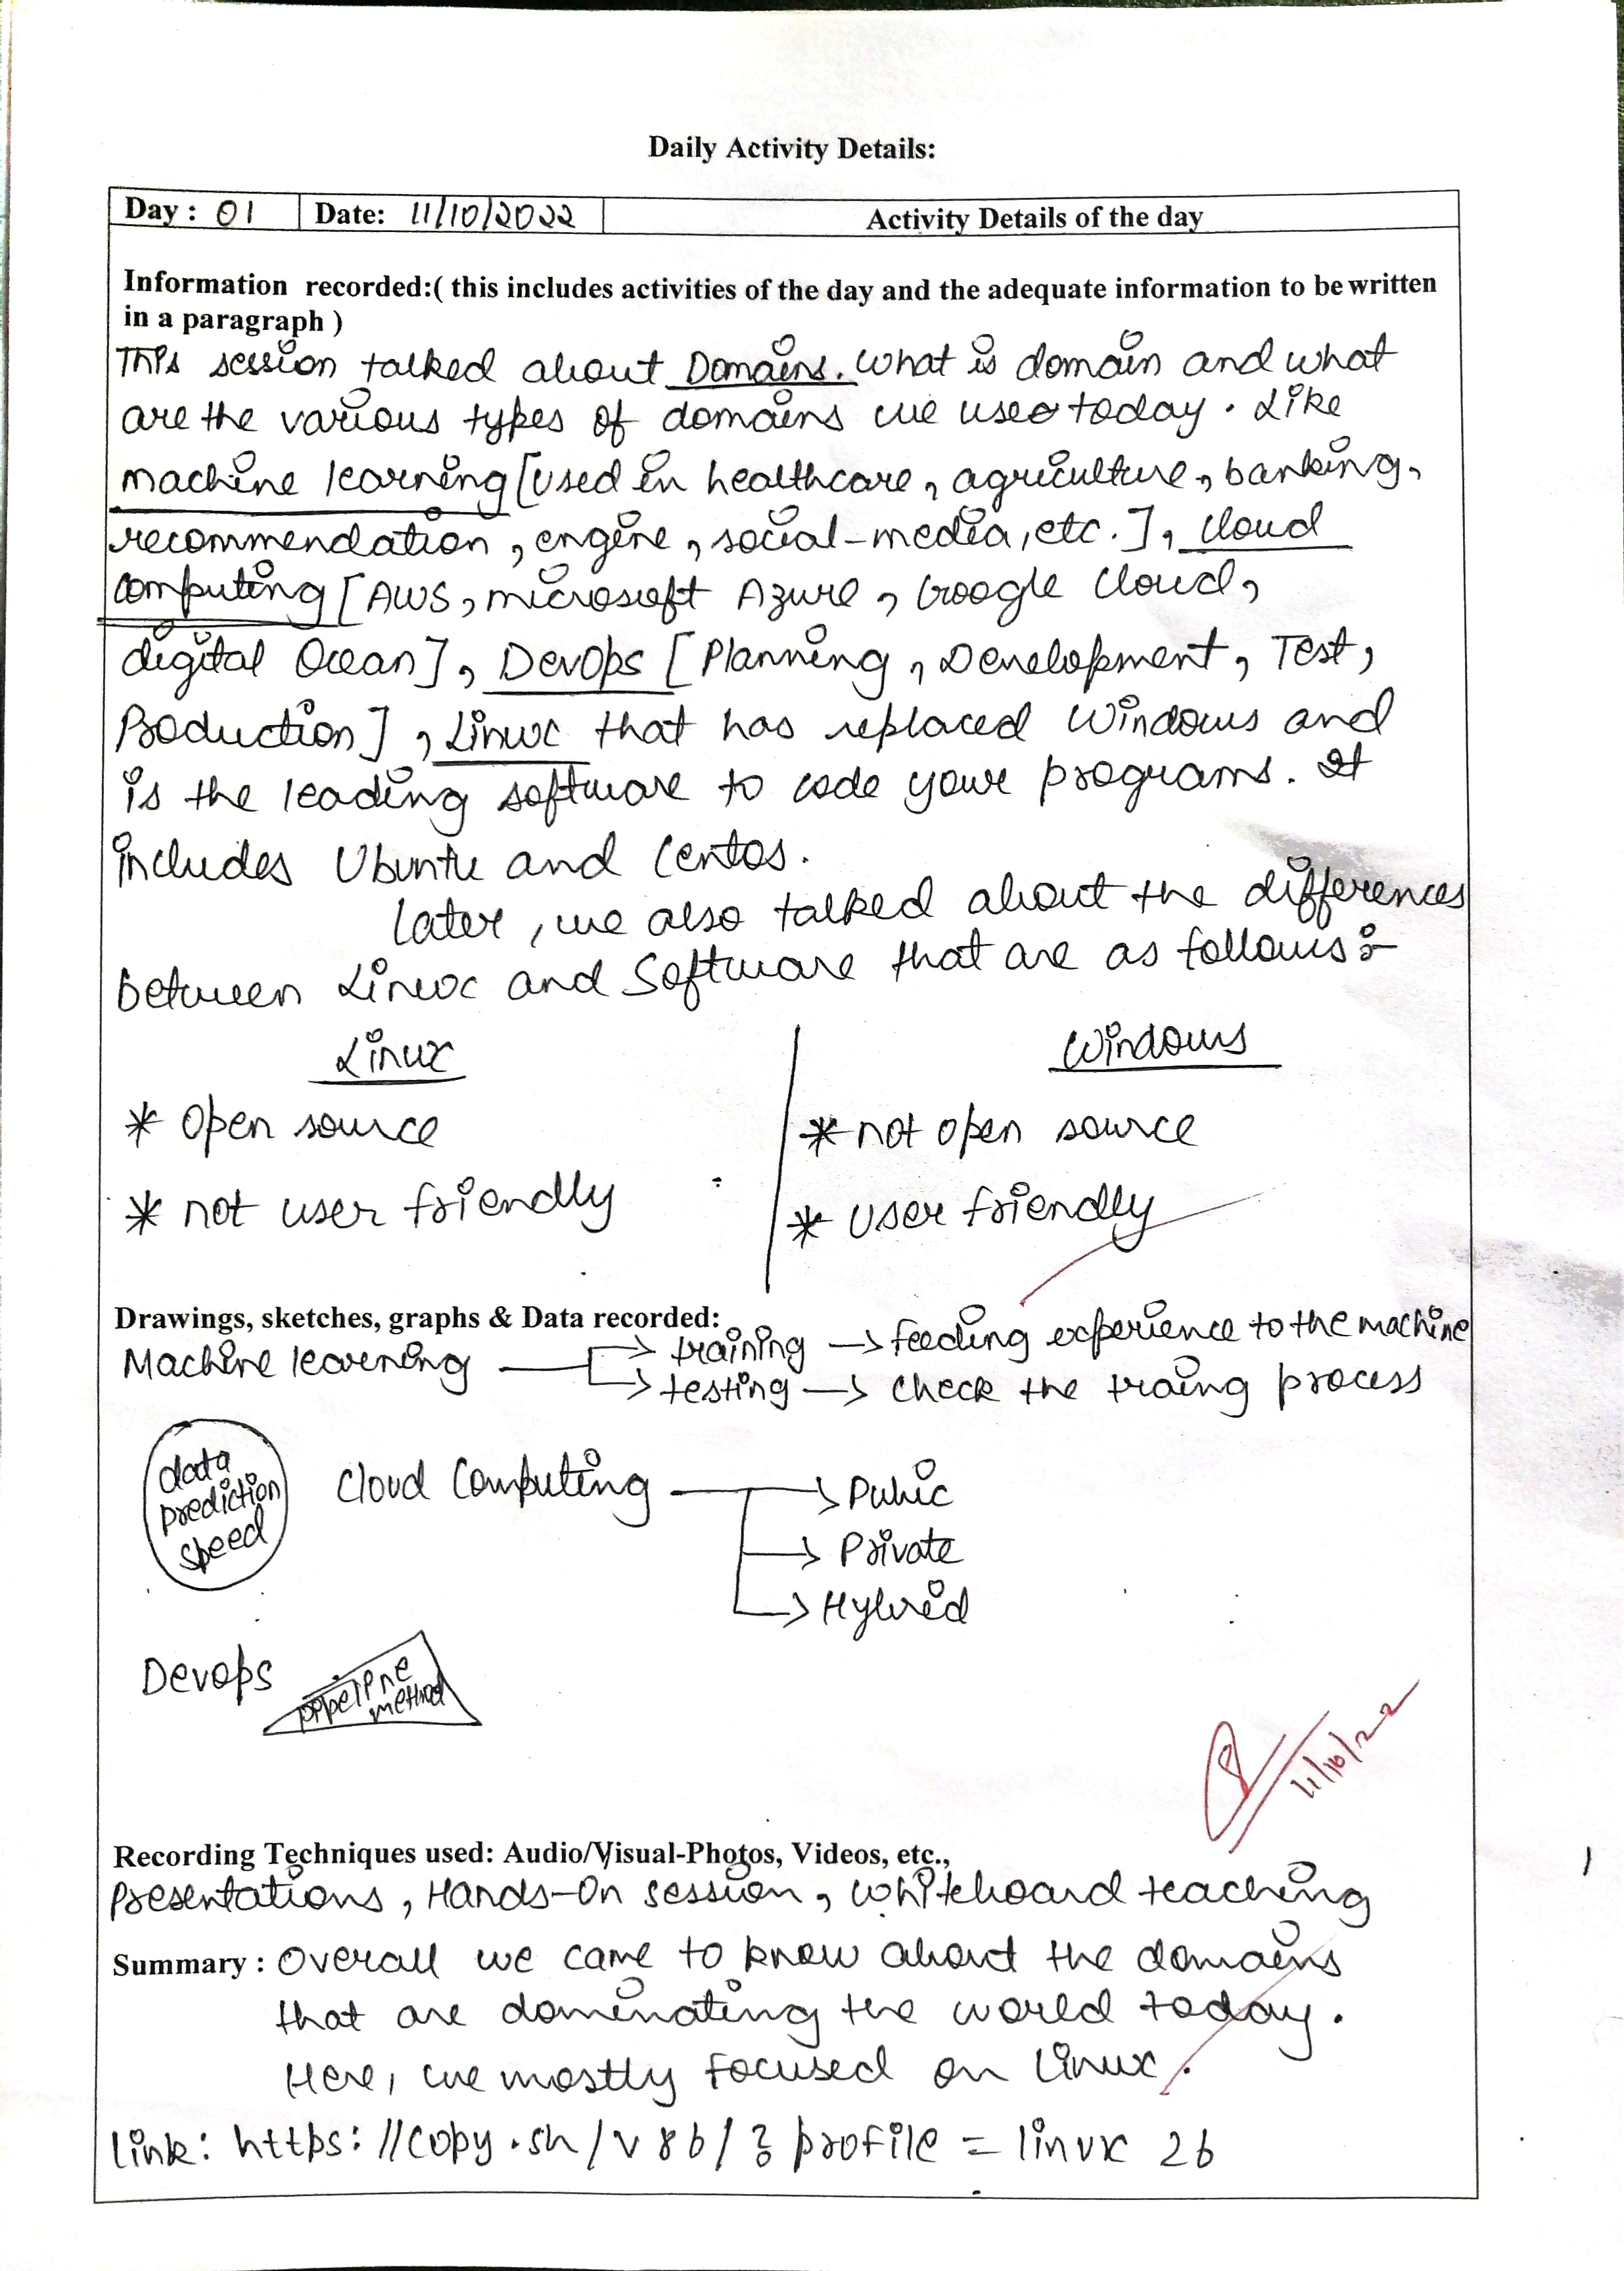 Daily Activity Details:
Day : 01 Date: 11/10/2022 Activity Details of the day
Information recorded:( this includes activities of the day and the adequate information to be written
in a paragraph )
This session talked about Domains. What is domain and what
are the various types of domains we use today. Like
machine learning [used in healthcare, agriculture, banking,
recommendation, engine, social-media, etc.], Cloud
Computing [AWS, microsoft Azure, Google Cloud,
digital Ocean], DevOps [Planning, Development, Test,
Production], Linux that has replaced Windows and
is the leading software to code your programs. It
includes Ubuntu and Centos.
Later, we also talked about the differences
between Linux and Software that are as follows :-
Linux Windows
* Open source * not open source
* not user friendly * user friendly
Drawings, sketches, graphs & Data recorded:
Machine learning → training → feeding experience to the machine
→ testing → check the traing process
data
prediction
speed
Cloud Computing → Pubic
→ Private
→ Hybrid
Devops pipeline
method
11/10/22
Recording Techniques used: Audio/Visual-Photos, Videos, etc.,
Presentations, Hands-On session, whiteboard teaching
Summary : Overall we came to know about the domains
that are dominating the world today.
Here, we mostly focused on Linux.
link: https://copy.sh/v86/?profile = linux 26